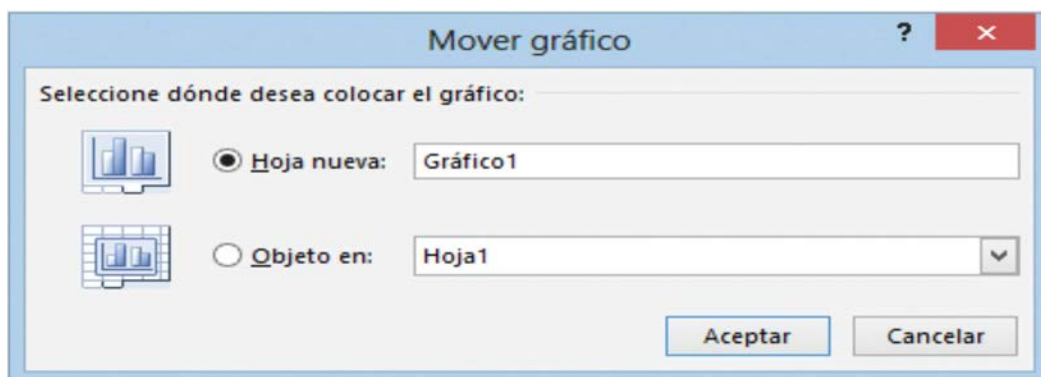 Mover gráfico
?
Seleccione dónde desea colocar el gráfico:
Hoja nueva: Gráfico1
Objeto en: Hoja1
Aceptar Cancelar